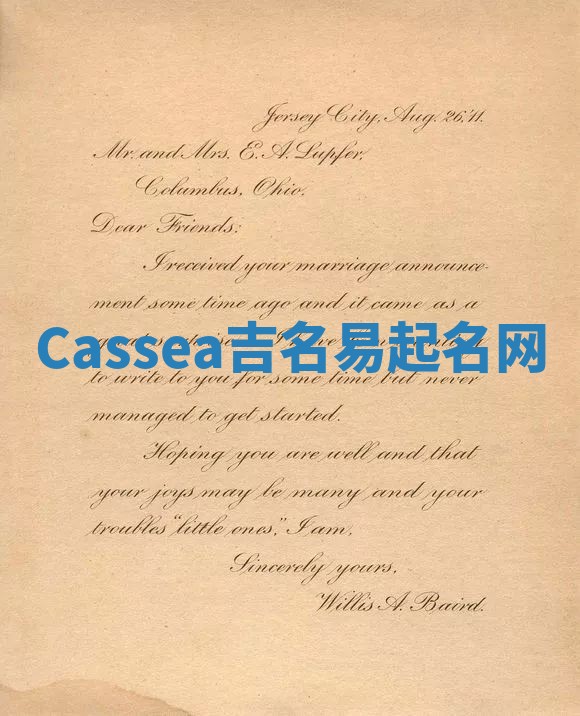 Jersey City, Aug. 26,'11.
Mr. and Mrs. E. A. Lupfer,
Columbus, Ohio.
Dear Friends:
I received your marriage announce-
ment some time ago and it came as a
Cassea吉名易起名网
to write to you for some time but never
managed to get started.
Hoping you are well and that
your joys may be many and your
troubles "little ones," I am,
Sincerely yours,
Willis A. Baird.